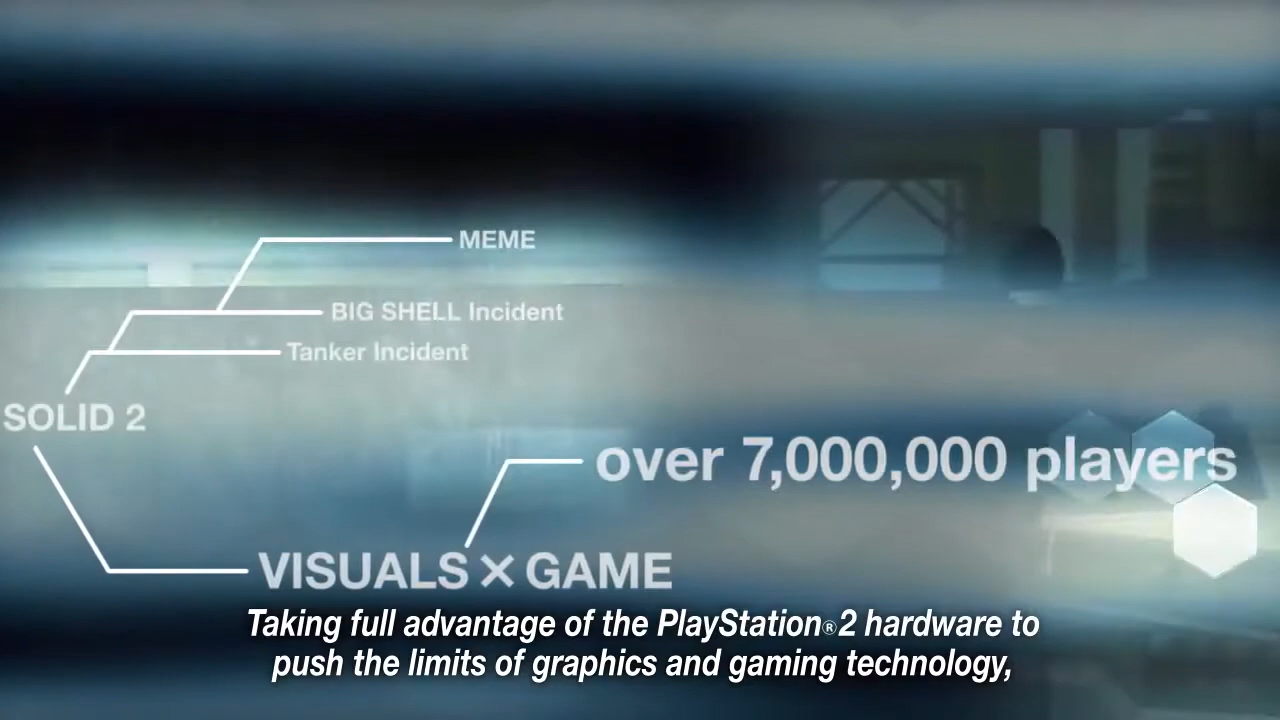 MEME
BIG SHELL Incident
Tanker Incident
SOLID 2
over 7,000,000 players
VISUALS × GAME
Taking full advantage of the PlayStation®2 hardware to
push the limits of graphics and gaming technology,